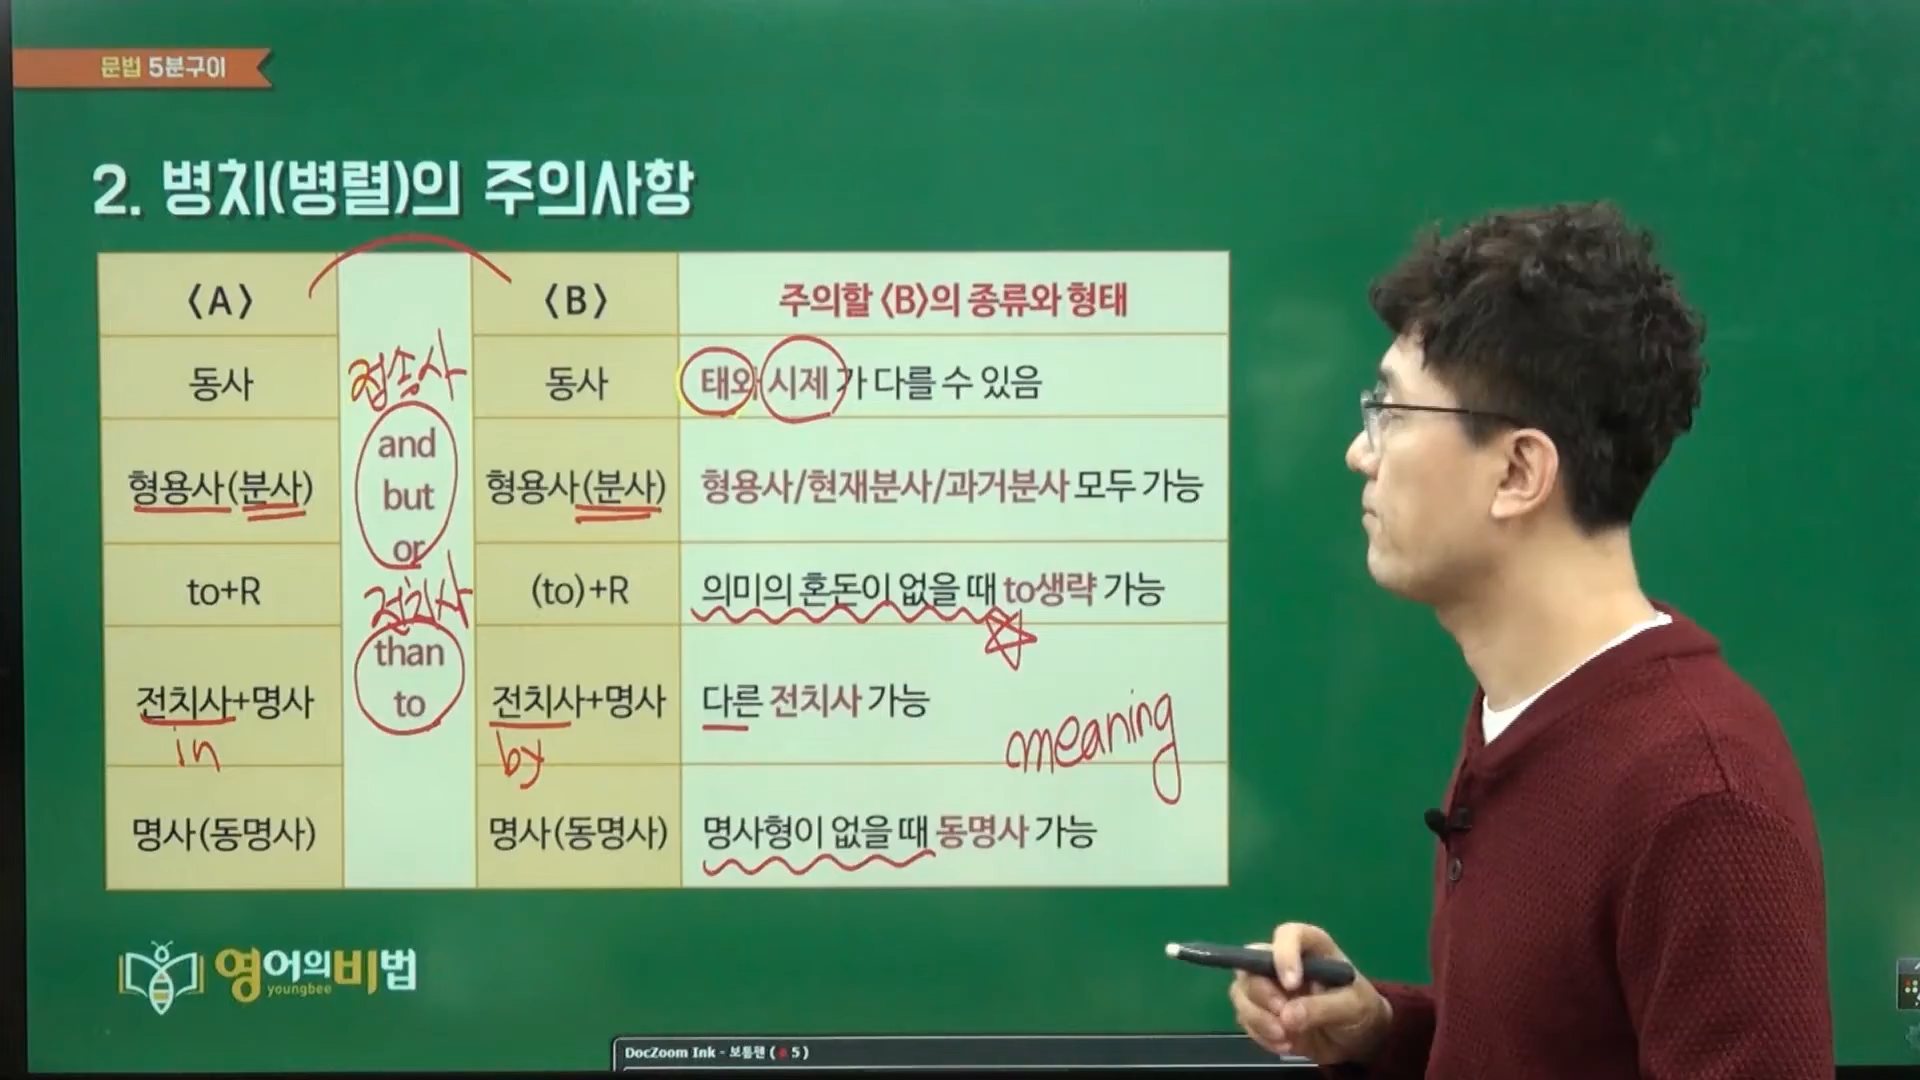 문법 5분구이
2. 병치(병렬)의 주의사항
〈A〉 〈B〉 주의할 〈B〉의 종류와 형태
접속사
동사 동사 태와 시제가 다를 수 있음
and
형용사(분사) but 형용사(분사) 형용사/현재분사/과거분사 모두 가능
or
to+R (to)+R 의미의 혼돈이 없을 때 to생략 가능
전치사
than
전치사+명사 to 전치사+명사 다른 전치사 가능
in by meaning
명사(동명사) 명사(동명사) 명사형이 없을 때 동명사 가능
영어의비법
youngbee
DocZoom Ink - 보통펜 ( 5 )